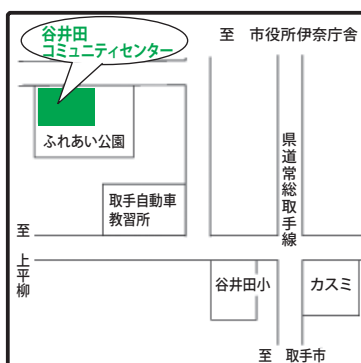 谷井田
コミュニティセンター
至 市役所伊奈庁舎
ふれあい公園
県道常総取手線
取手自動車
教習所
至 上平柳
谷井田小
カスミ
至 取手市